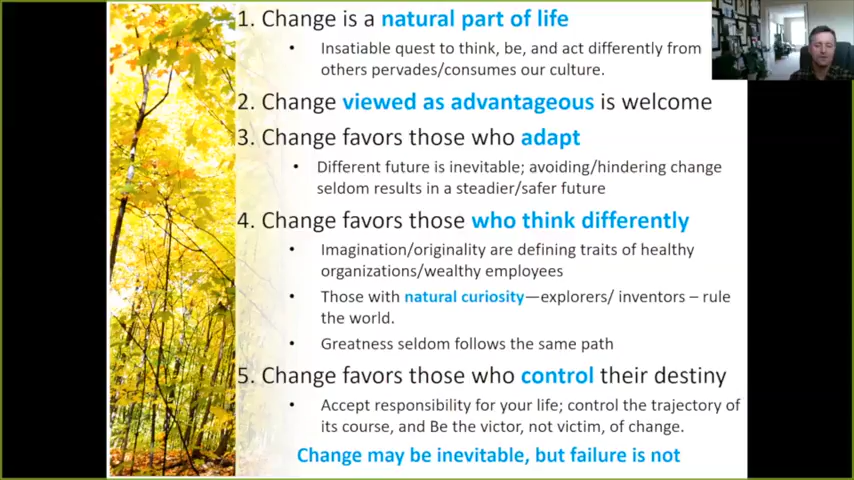 1. Change is a natural part of life
• Insatiable quest to think, be, and act differently from
others pervades/consumes our culture.
2. Change viewed as advantageous is welcome
3. Change favors those who adapt
• Different future is inevitable; avoiding/hindering change
seldom results in a steadier/safer future
4. Change favors those who think differently
• Imagination/originality are defining traits of healthy
organizations/wealthy employees
• Those with natural curiosity—explorers/ inventors – rule
the world.
• Greatness seldom follows the same path
5. Change favors those who control their destiny
• Accept responsibility for your life; control the trajectory of
its course, and Be the victor, not victim, of change.
Change may be inevitable, but failure is not